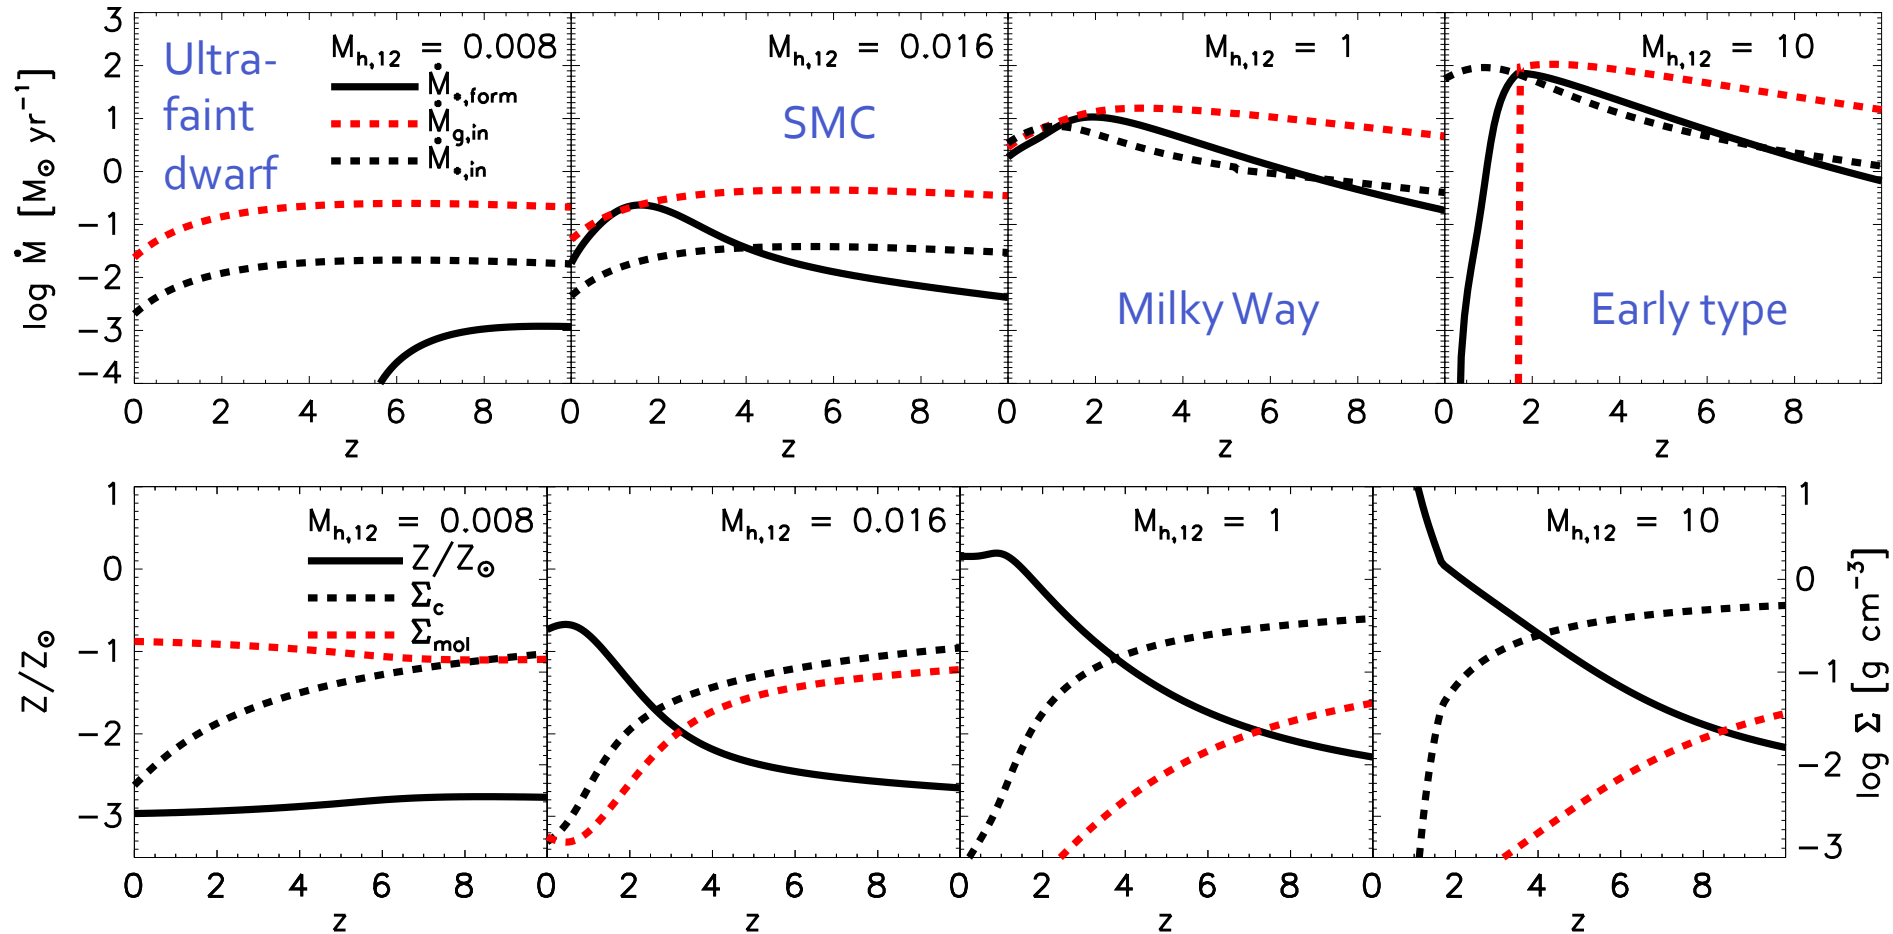 M_h,12 = 0.008
M_h,12 = 0.016
M_h,12 = 1
M_h,12 = 10
Ultra-
faint
dwarf
Ṁ_*,form
Ṁ_g,in
Ṁ_*,in
SMC
Milky Way
Early type
log Ṁ [M_⊙ yr^−1]
3
2
1
0
−1
−2
−3
−4
0 2 4 6 8 0 2 4 6 8 0 2 4 6 8 0 2 4 6 8
z z z z
M_h,12 = 0.008
M_h,12 = 0.016
M_h,12 = 1
M_h,12 = 10
Z/Z_⊙
Σ_c
Σ_mol
Z/Z_⊙
1
0
−1
−2
−3
1
0
−1
−2
−3
log Σ [g cm^−3]
0 2 4 6 8 0 2 4 6 8 0 2 4 6 8 0 2 4 6 8
z z z z